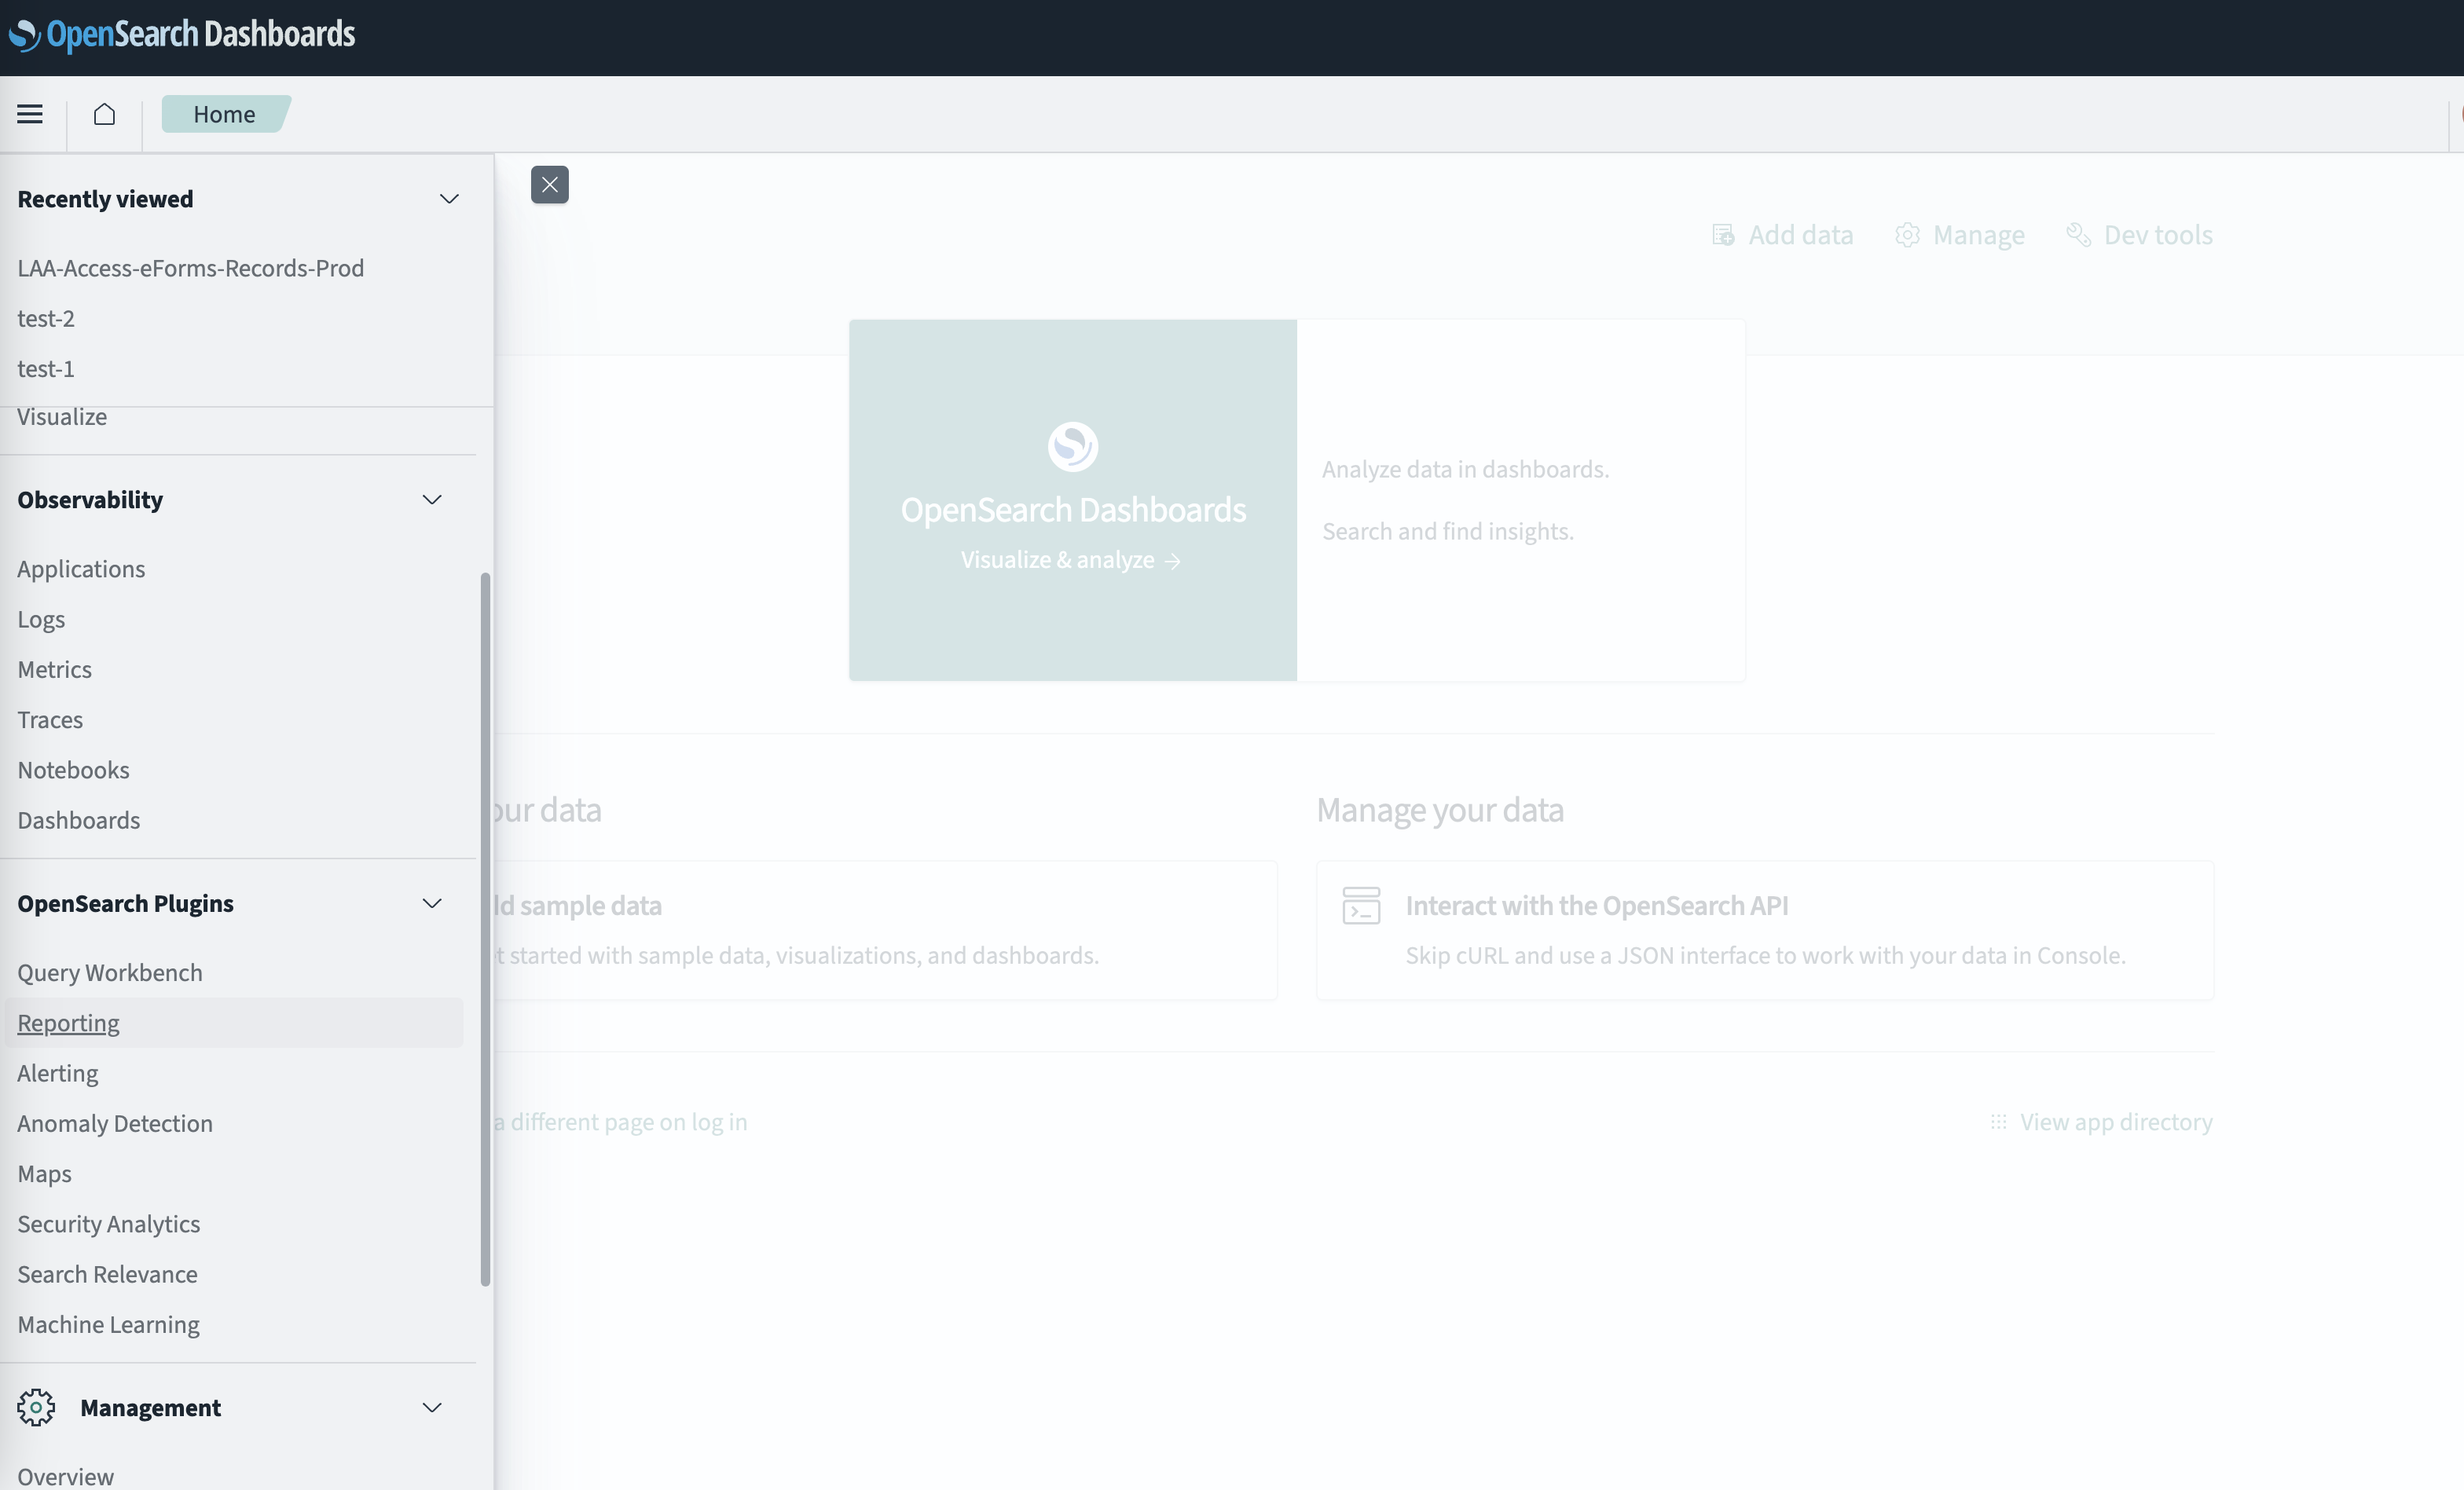 OpenSearch Dashboards
Home
Recently viewed
LAA-Access-eForms-Records-Prod
test-2
test-1
Visualize
Observability
Applications
Logs
Metrics
Traces
Notebooks
Dashboards
OpenSearch Plugins
Query Workbench
Reporting
Alerting
Anomaly Detection
Maps
Security Analytics
Search Relevance
Machine Learning
Management
Overview
Add data
Manage
Dev tools
OpenSearch Dashboards
Visualize & analyze
Analyze data in dashboards.
Search and find insights.
our data
ld sample data
t started with sample data, visualizations, and dashboards.
Manage your data
Interact with the OpenSearch API
Skip cURL and use a JSON interface to work with your data in Console.
a different page on log in
View app directory